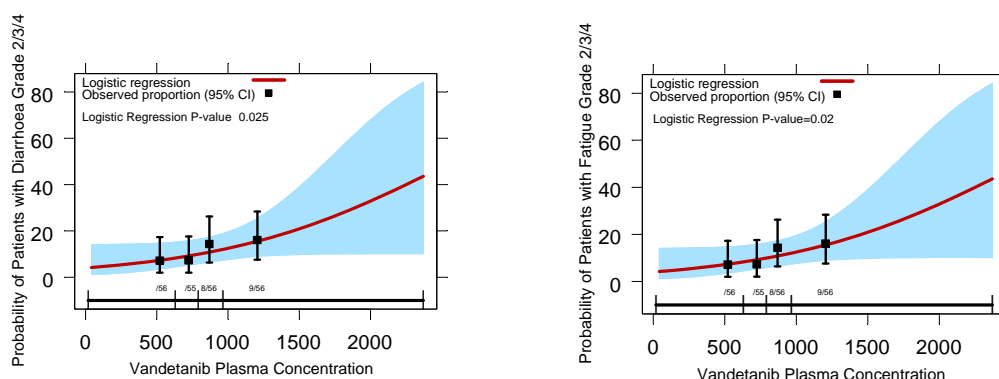 Probability of Patients with Diarrhoea Grade 2/3/4
Logistic regression
Observed proportion (95% CI)
Logistic Regression P-value 0.025
80
60
40
20
0
/56
/55
8/56
9/56
0
500
1000
1500
2000
Vandetanib Plasma Concentration
Probability of Patients with Fatigue Grade 2/3/4
Logistic regression
Observed proportion (95% CI)
Logistic Regression P-value=0.02
80
60
40
20
0
/56
/55
8/56
9/56
0
500
1000
1500
2000
Vandetanib Plasma Concentration